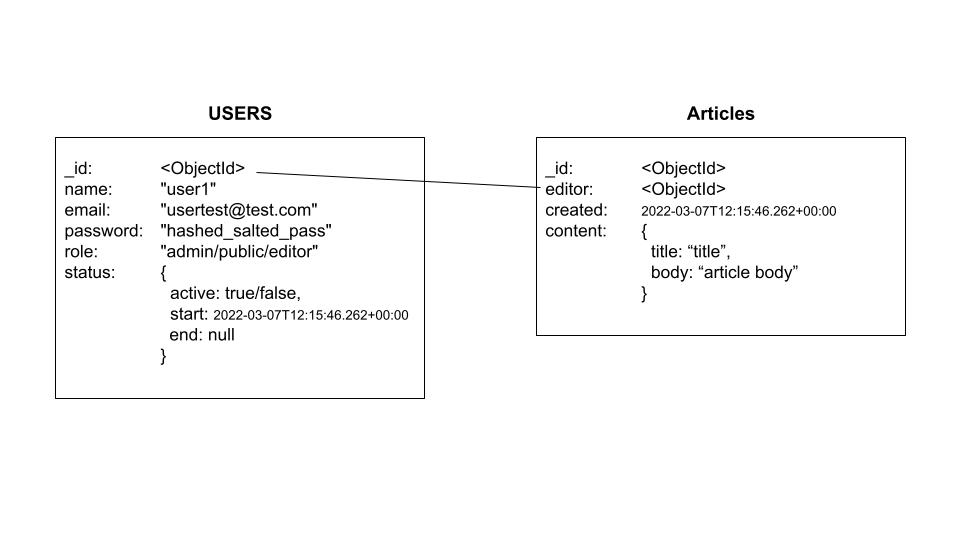 USERS
_id: <ObjectId>
name: "user1"
email: "usertest@test.com"
password: "hashed_salted_pass"
role: "admin/public/editor"
status: {
active: true/false,
start: 2022-03-07T12:15:46.262+00:00
end: null
}
Articles
_id: <ObjectId>
editor: <ObjectId>
created: 2022-03-07T12:15:46.262+00:00
content: {
title: “title”,
body: “article body”
}